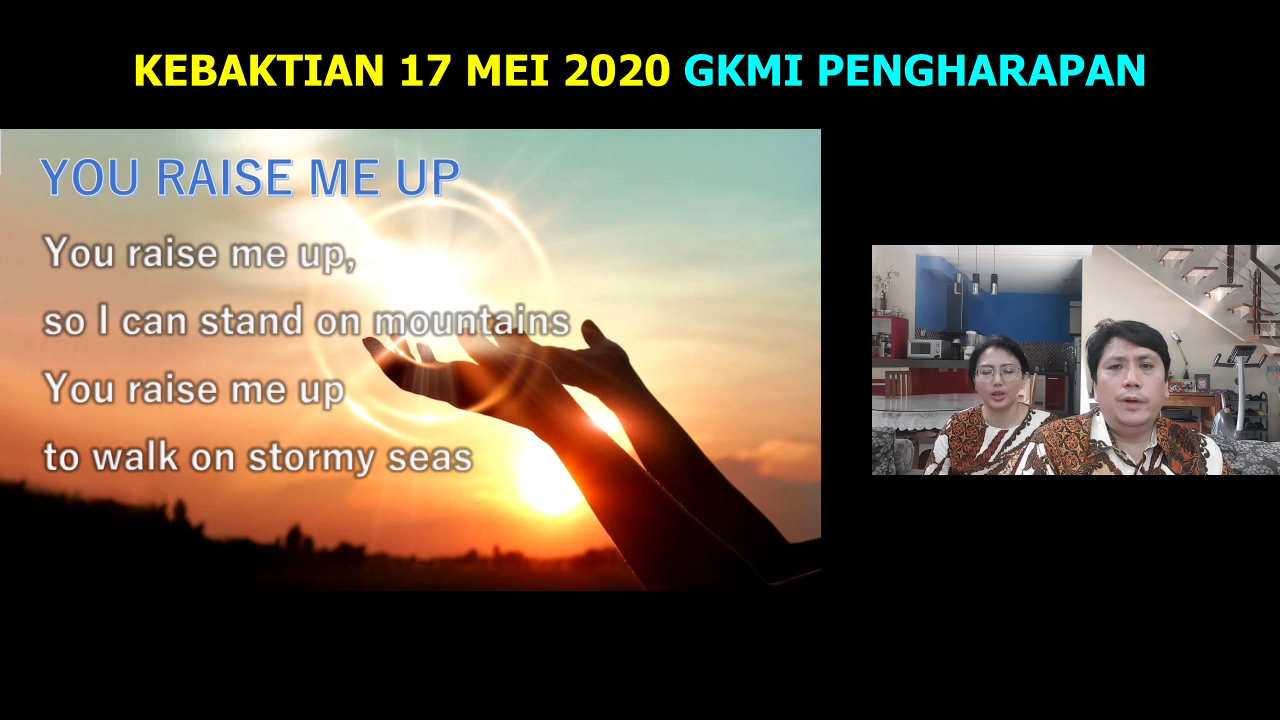 KEBAKTIAN 17 MEI 2020 GKMI PENGHARAPAN
YOU RAISE ME UP
You raise me up,
so I can stand on mountains
You raise me up
to walk on stormy seas